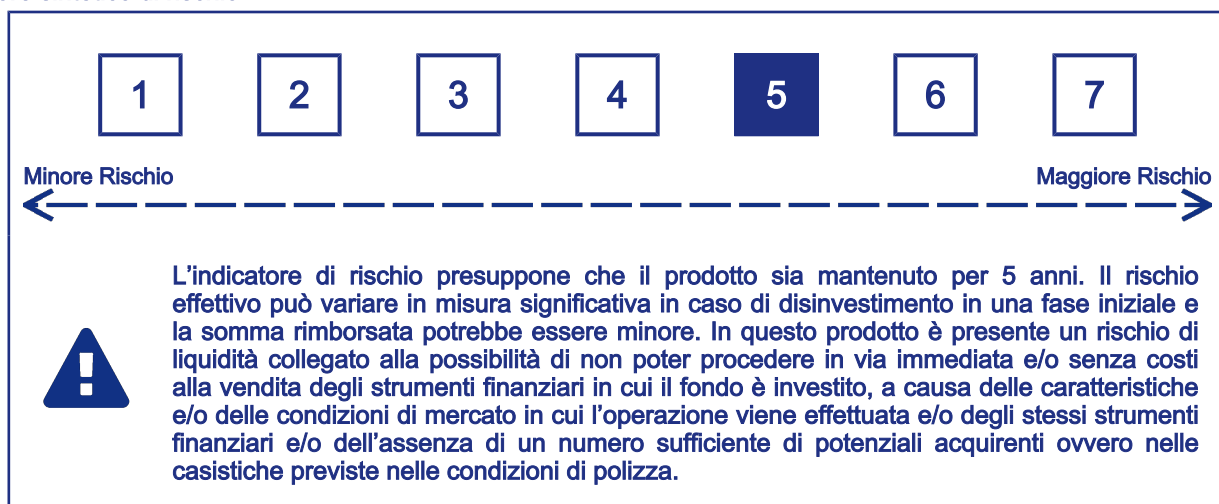 1 2 3 4 5 6 7
Minore Rischio Maggiore Rischio
L’indicatore di rischio presuppone che il prodotto sia mantenuto per 5 anni. Il rischio
effettivo può variare in misura significativa in caso di disinvestimento in una fase iniziale e
la somma rimborsata potrebbe essere minore. In questo prodotto è presente un rischio di
liquidità collegato alla possibilità di non poter procedere in via immediata e/o senza costi
alla vendita degli strumenti finanziari in cui il fondo è investito, a causa delle caratteristiche
e/o delle condizioni di mercato in cui l’operazione viene effettuata e/o degli stessi strumenti
finanziari e/o dell’assenza di un numero sufficiente di potenziali acquirenti ovvero nelle
casistiche previste nelle condizioni di polizza.